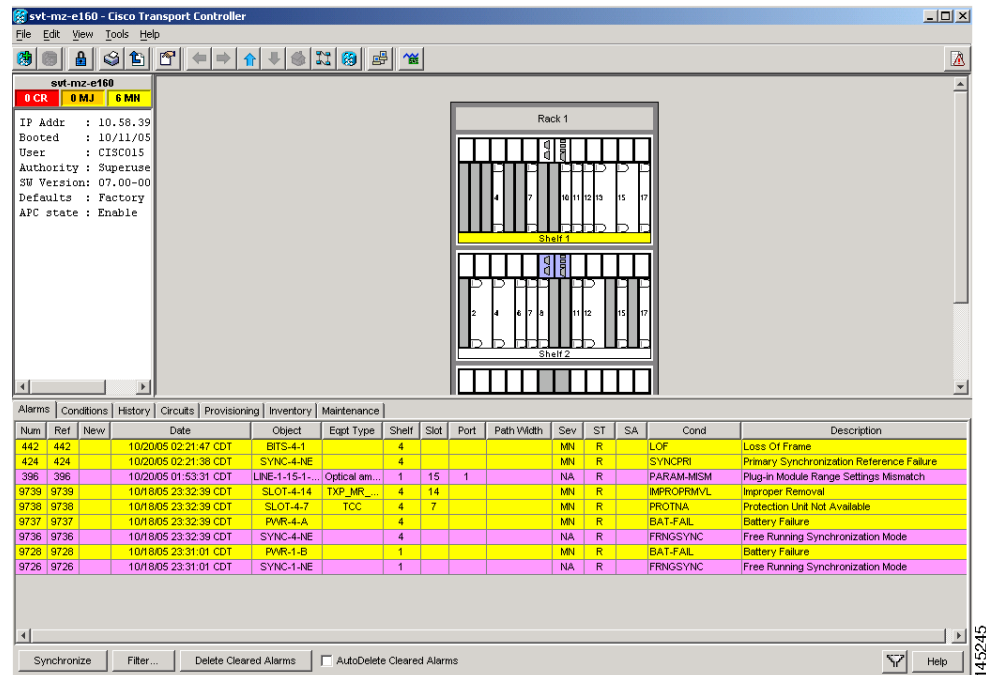 svt-mz-e160 - Cisco Transport Controller
File Edit View Tools Help
svt-mz-e160
0 CR 0 MJ 6 MN
IP Addr : 10.58.39
Booted : 10/11/05
User : CISCO15
Authority : Superuse
SW Version: 07.00-00
Defaults : Factory
APC state : Enable
Rack 1
4 7 10 11 12 13 15 17
Shelf 1
2 4 6 7 8 11 12 15 17
Shelf 2
Alarms Conditions History Circuits Provisioning Inventory Maintenance
Num Ref New Date Object Eqpt Type Shelf Slot Port Path Width Sev ST SA Cond Description
442 442 10/20/05 02:21:47 CDT BITS-4-1 4 MN R LOF Loss Of Frame
424 424 10/20/05 02:21:38 CDT SYNC-4-NE 4 MN R SYNCPRI Primary Synchronization Reference Failure
396 396 10/20/05 01:53:31 CDT LINE-1-15-1-... Optical am... 1 15 1 NA R PARAM-MISM Plug-in Module Range Settings Mismatch
9739 9739 10/18/05 23:32:39 CDT SLOT-4-14 TXP_MR_... 4 14 MN R IMPROPRMVL Improper Removal
9738 9738 10/18/05 23:32:39 CDT SLOT-4-7 TCC 4 7 MN R PROTNA Protection Unit Not Available
9737 9737 10/18/05 23:32:39 CDT PWR-4-A 4 MN R BAT-FAIL Battery Failure
9736 9736 10/18/05 23:32:39 CDT SYNC-4-NE 4 NA R FRNGSYNC Free Running Synchronization Mode
9728 9728 10/18/05 23:31:01 CDT PWR-1-B 1 MN R BAT-FAIL Battery Failure
9726 9726 10/18/05 23:31:01 CDT SYNC-1-NE 1 NA R FRNGSYNC Free Running Synchronization Mode
Synchronize Filter... Delete Cleared Alarms AutoDelete Cleared Alarms Help
145245